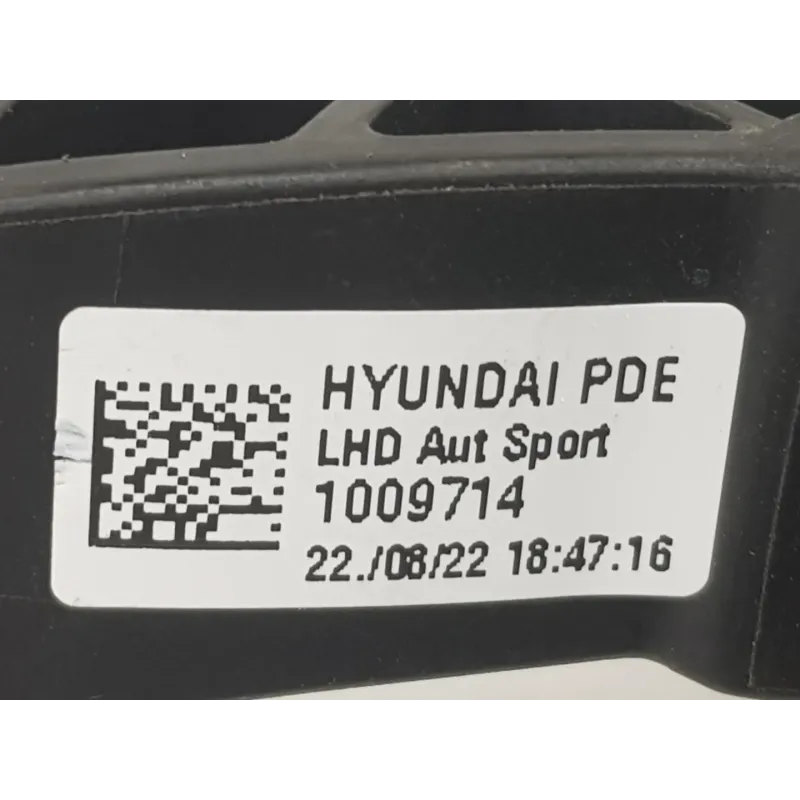 HYUNDAI PDE
LHD Aut Sport
1009714
22./08/22 18:47:16